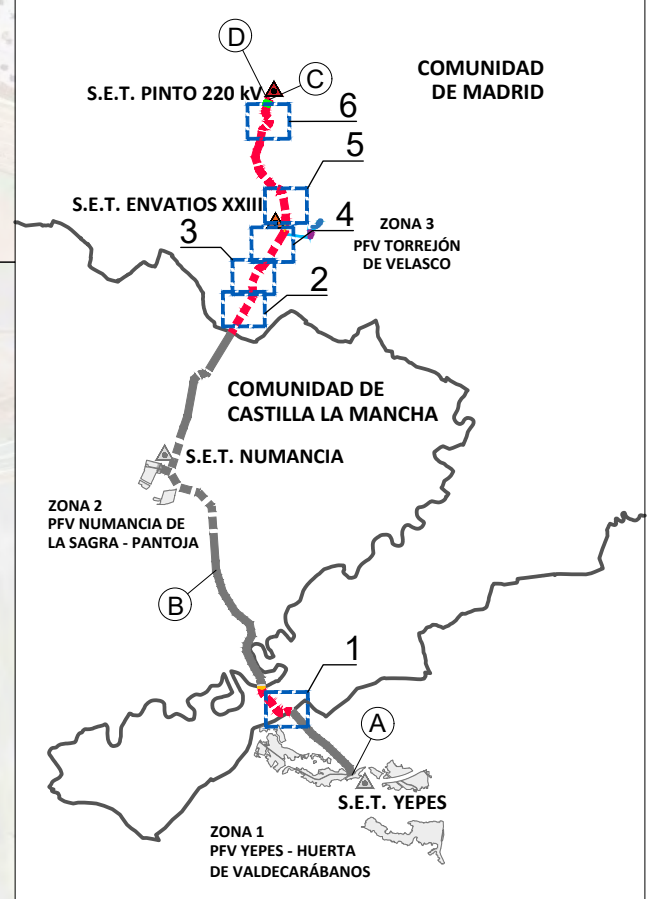 D
C
COMUNIDAD
DE MADRID
S.E.T. PINTO 220 kV
6
5
S.E.T. ENVATIOS XXIII
4
ZONA 3
PFV TORREJÓN
DE VELASCO
3
2
COMUNIDAD DE
CASTILLA LA MANCHA
S.E.T. NUMANCIA
ZONA 2
PFV NUMANCIA DE
LA SAGRA - PANTOJA
B
1
A
S.E.T. YEPES
ZONA 1
PFV YEPES - HUERTA
DE VALDECARÁBANOS